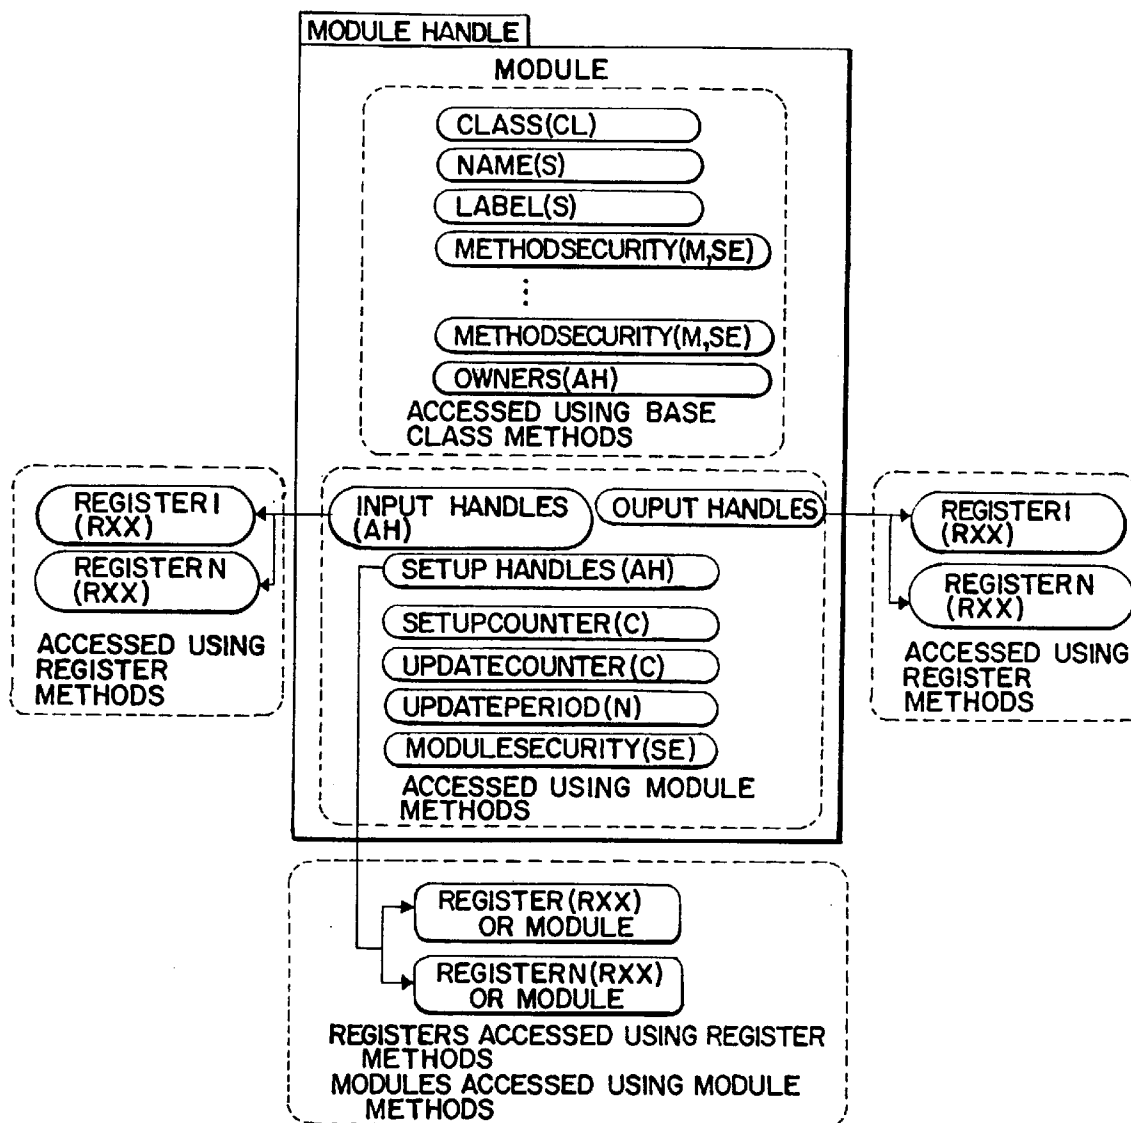 MODULE HANDLE
MODULE
CLASS(CL)
NAME(S)
LABEL(S)
METHODSECURITY(M,SE)
⋮
METHODSECURITY(M,SE)
OWNERS(AH)
ACCESSED USING BASE
CLASS METHODS
REGISTER I
(RXX)
REGISTER N
(RXX)
ACCESSED USING
REGISTER
METHODS
INPUT HANDLES
(AH)
OUPUT HANDLES
SETUP HANDLES(AH)
SETUPCOUNTER(C)
UPDATECOUNTER(C)
UPDATEPERIOD(N)
MODULESECURITY(SE)
ACCESSED USING MODULE
METHODS
REGISTERI
(RXX)
REGISTERN
(RXX)
ACCESSED USING
REGISTER
METHODS
REGISTER(RXX)
OR MODULE
REGISTERN(RXX)
OR MODULE
REGISTERS ACCESSED USING REGISTER
METHODS
MODULES ACCESSED USING MODULE
METHODS